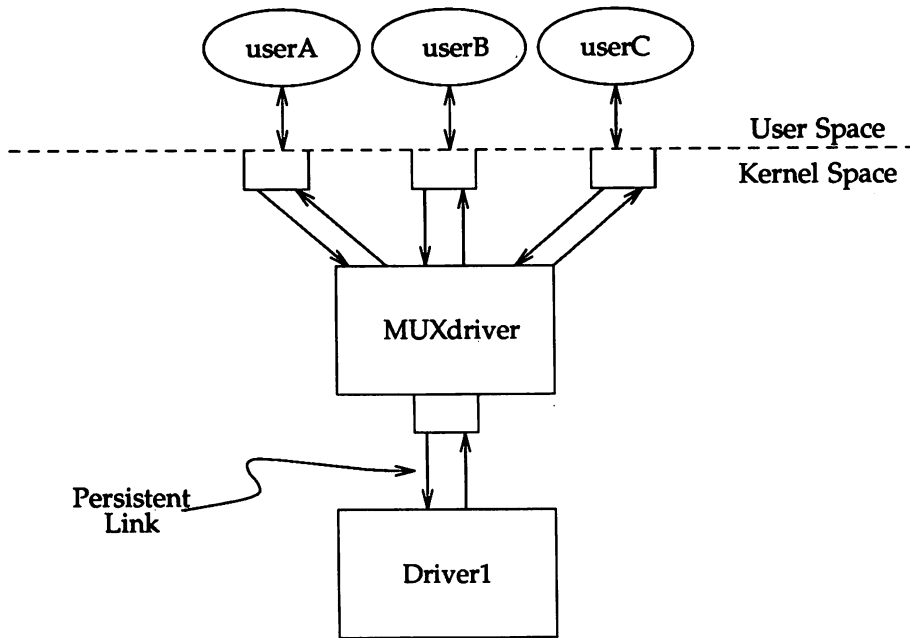 userA
userB
userC
User Space
Kernel Space
MUXdriver
Persistent
Link
Driver1